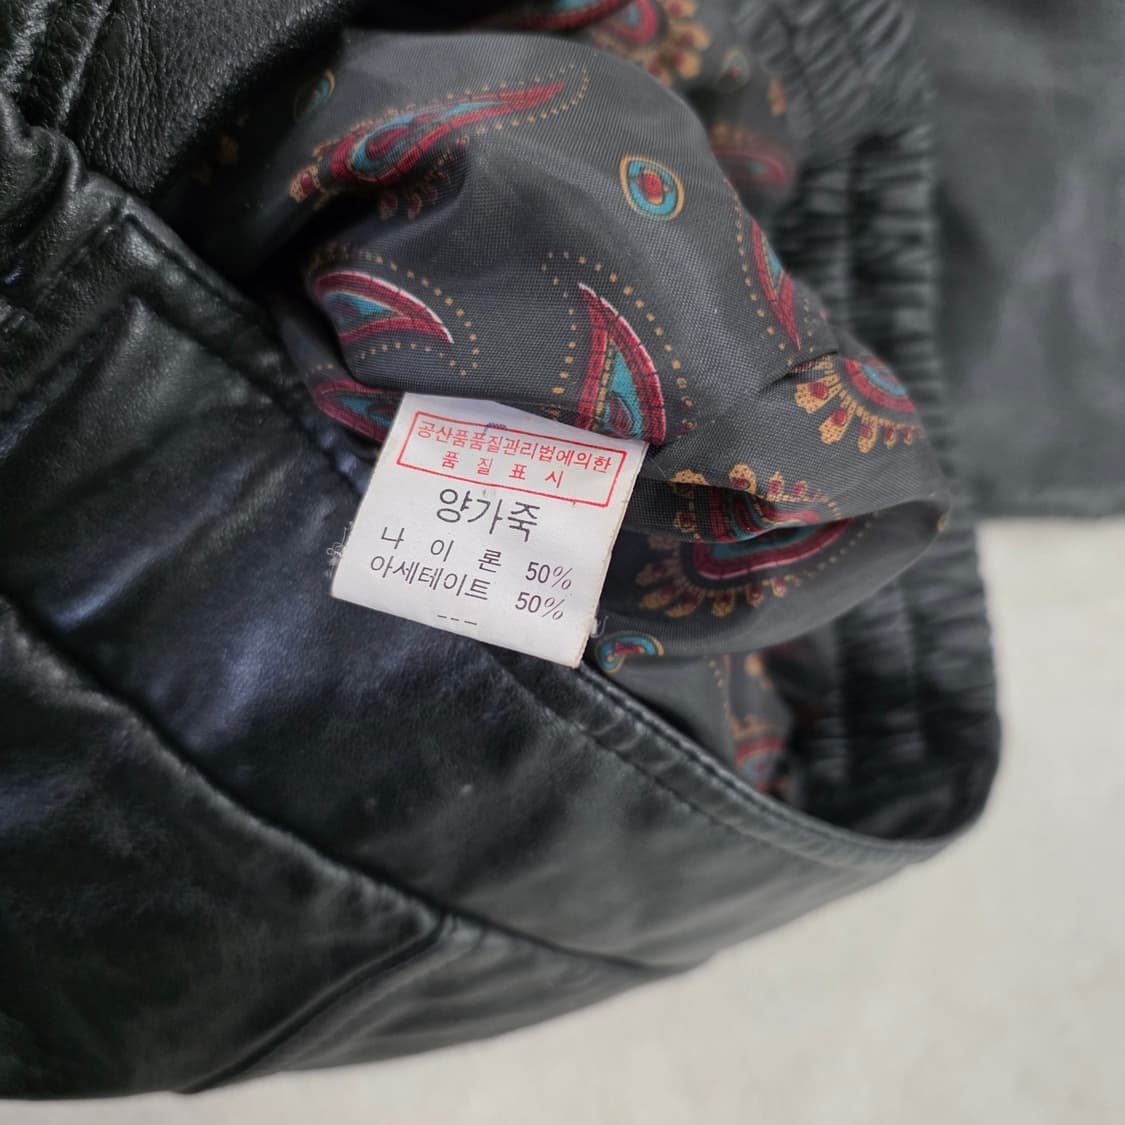 공산품품질관리법에의한
품 질 표 시
양가죽
나 이 론 50%
아세테이트 50%
---